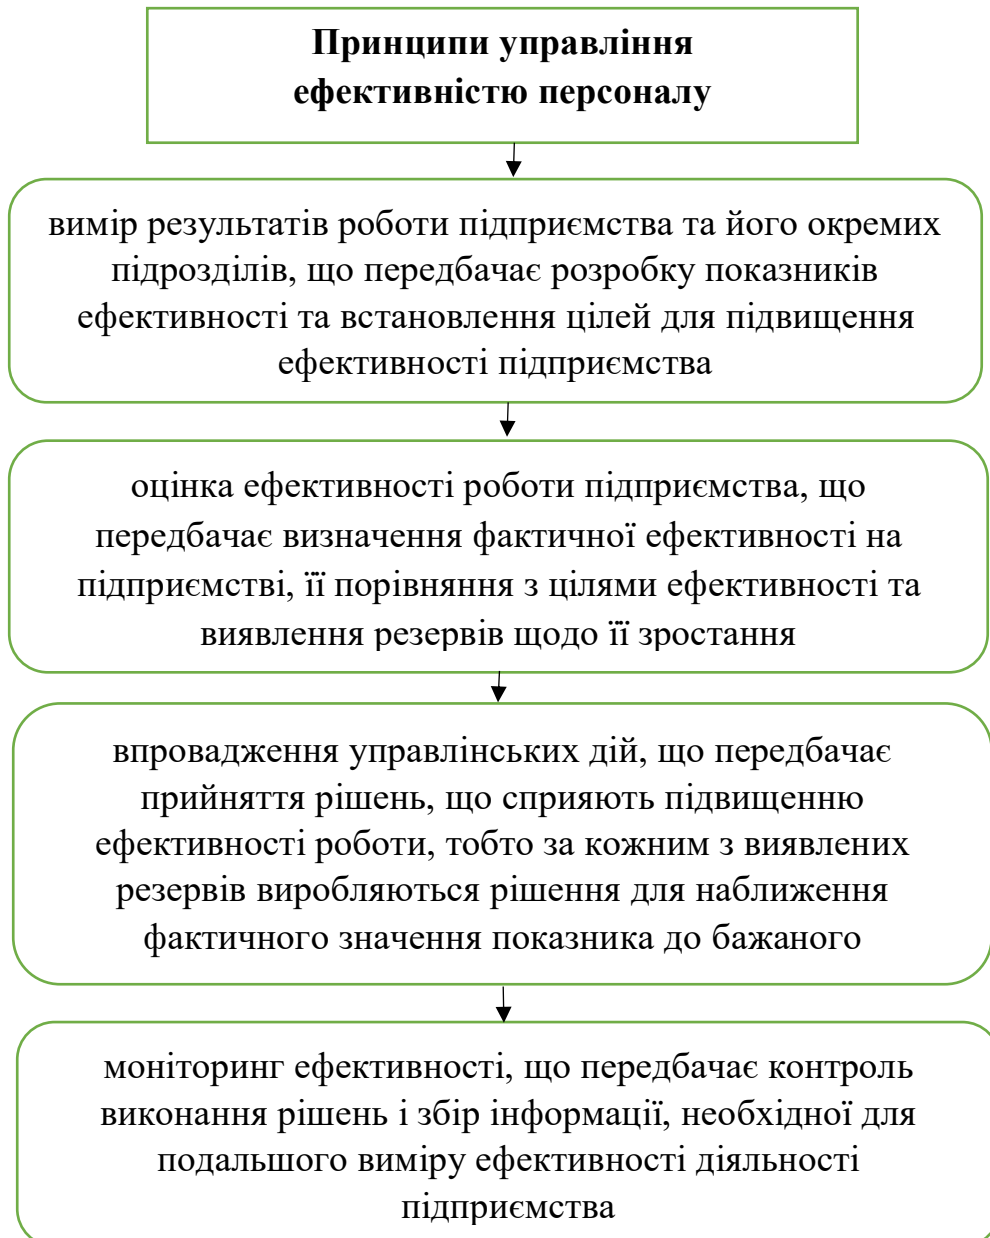 Принципи управління
ефективністю персоналу
вимір результатів роботи підприємства та його окремих
підрозділів, що передбачає розробку показників
ефективності та встановлення цілей для підвищення
ефективності підприємства
оцінка ефективності роботи підприємства, що
передбачає визначення фактичної ефективності на
підприємстві, її порівняння з цілями ефективності та
виявлення резервів щодо її зростання
впровадження управлінських дій, що передбачає
прийняття рішень, що сприяють підвищенню
ефективності роботи, тобто за кожним з виявлених
резервів виробляються рішення для наближення
фактичного значення показника до бажаного
моніторинг ефективності, що передбачає контроль
виконання рішень і збір інформації, необхідної для
подальшого виміру ефективності діяльності
підприємства